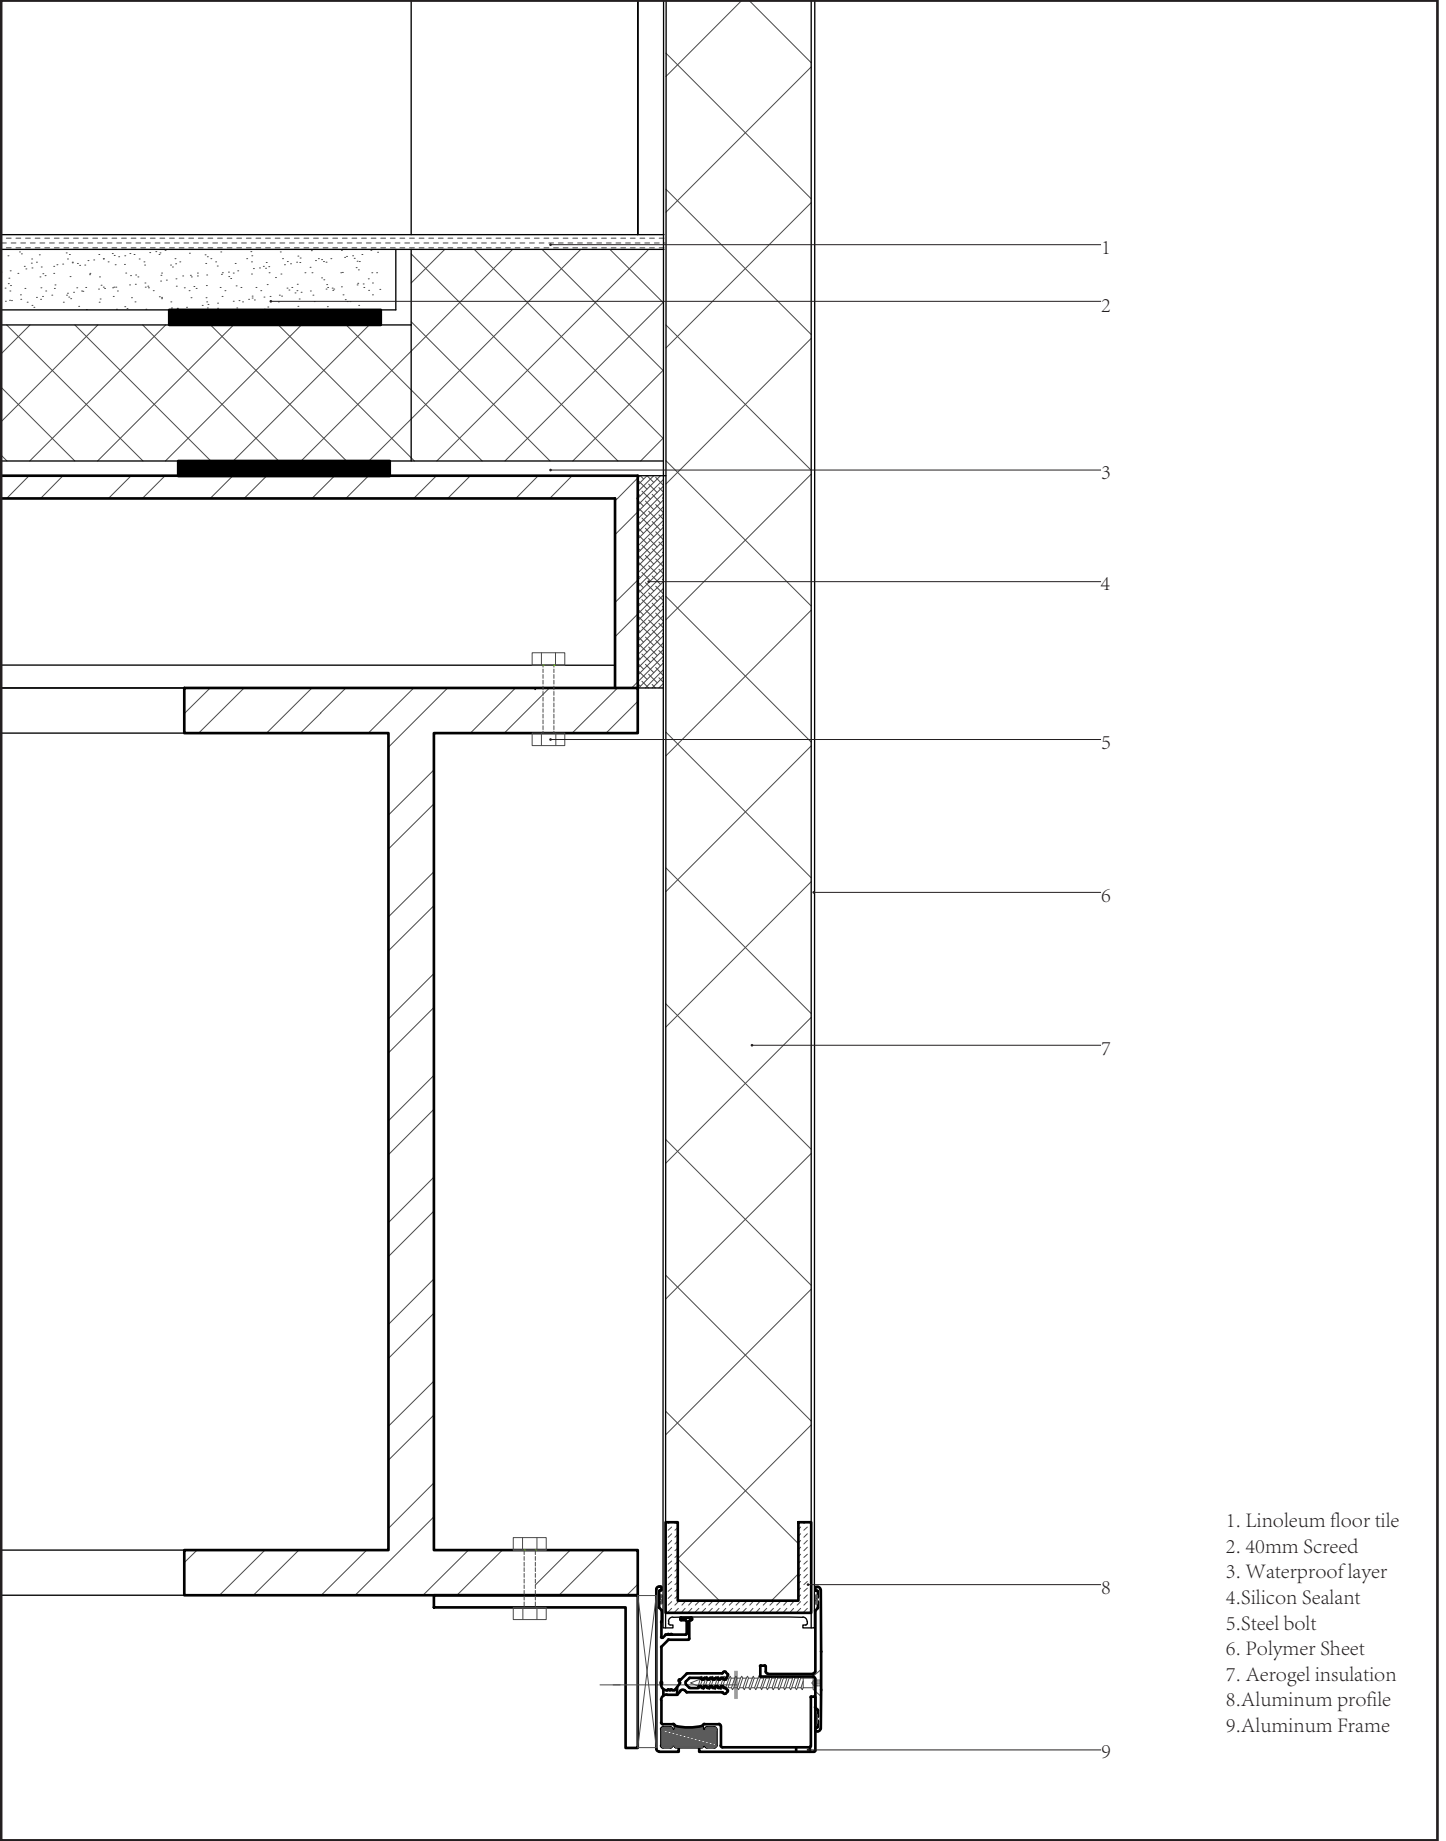 1
2
3
4
5
6
7
8
9
1. Linoleum floor tile
2. 40mm Screed
3. Waterproof layer
4.Silicon Sealant
5.Steel bolt
6. Polymer Sheet
7. Aerogel insulation
8.Aluminum profile
9.Aluminum Frame